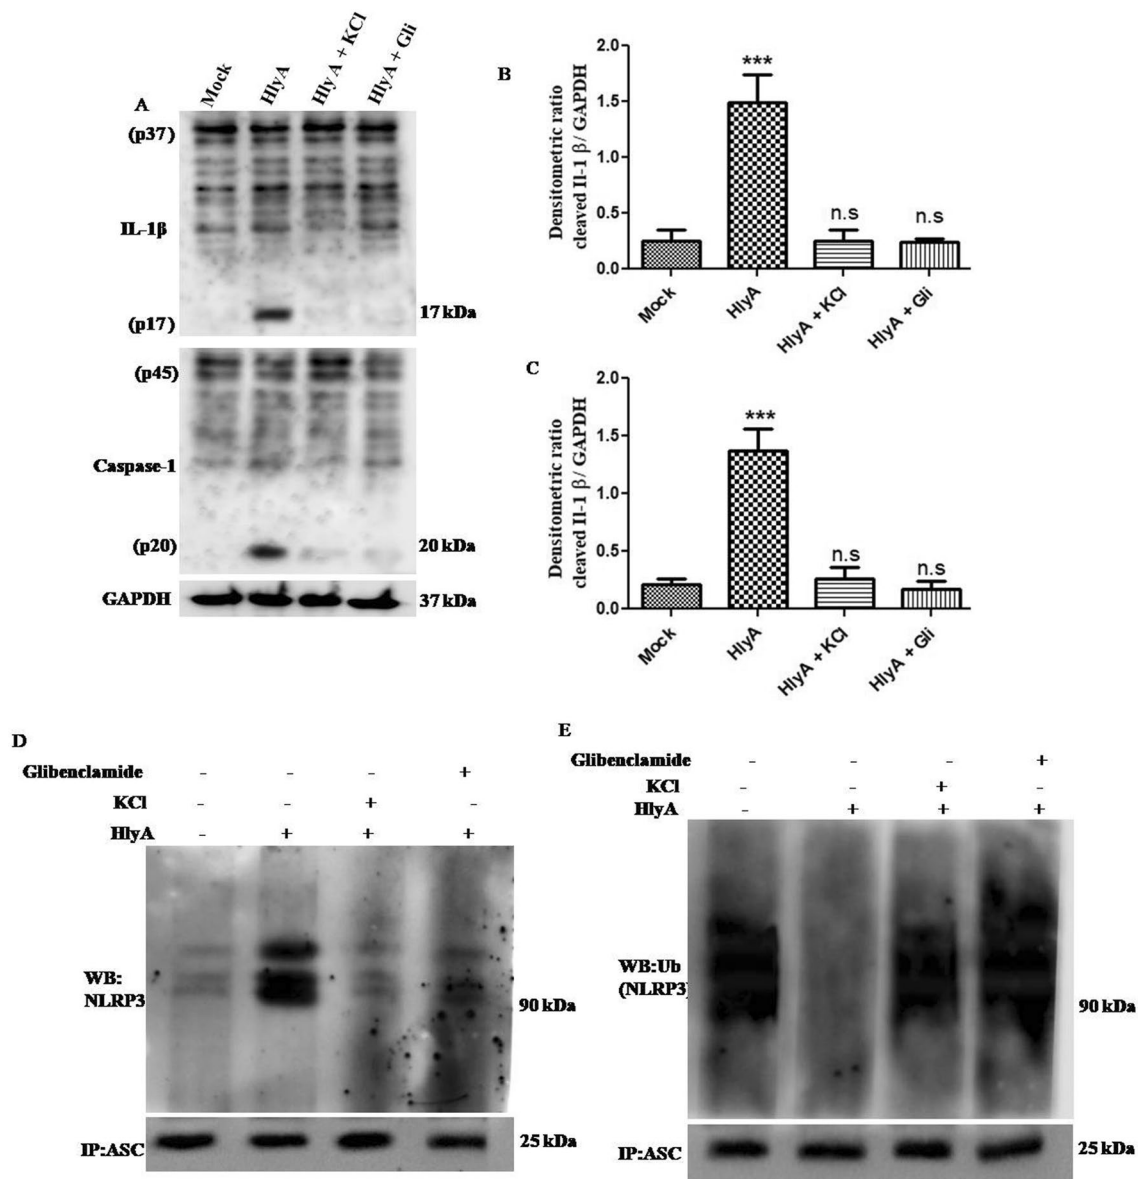 A
Mock
HlyA
HlyA + KCl
HlyA + Gli
(p37)
IL-1β
(p17)
17 kDa
(p45)
Caspase-1
(p20)
20 kDa
GAPDH
37 kDa
B
Densitometric ratio
cleaved Il-1 β/ GAPDH
2.0
1.5
1.0
0.5
0.0
***
n.s
n.s
Mock
HlyA
HlyA + KCl
HlyA + Gli
C
Densitometric ratio
cleaved Il-1 β/ GAPDH
2.0
1.5
1.0
0.5
0.0
***
n.s
n.s
Mock
HlyA
HlyA + KCl
HlyA + Gli
D
Glibenclamide - - - +
KCl - - + -
HlyA - + + +
WB:
NLRP3
90 kDa
IP:ASC
25 kDa
E
Glibenclamide - - - +
KCl - +
HlyA - + + +
WB:Ub
(NLRP3)
90 kDa
IP:ASC
25 kDa